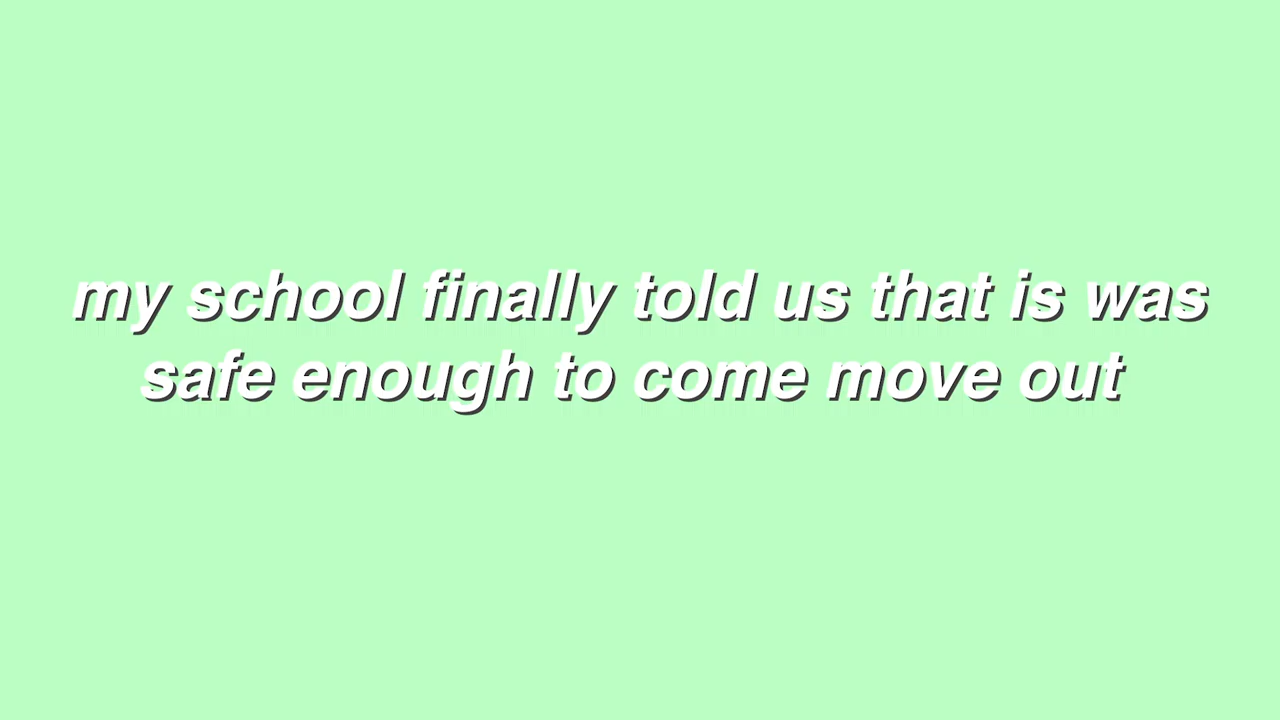 my school finally told us that is was
safe enough to come move out